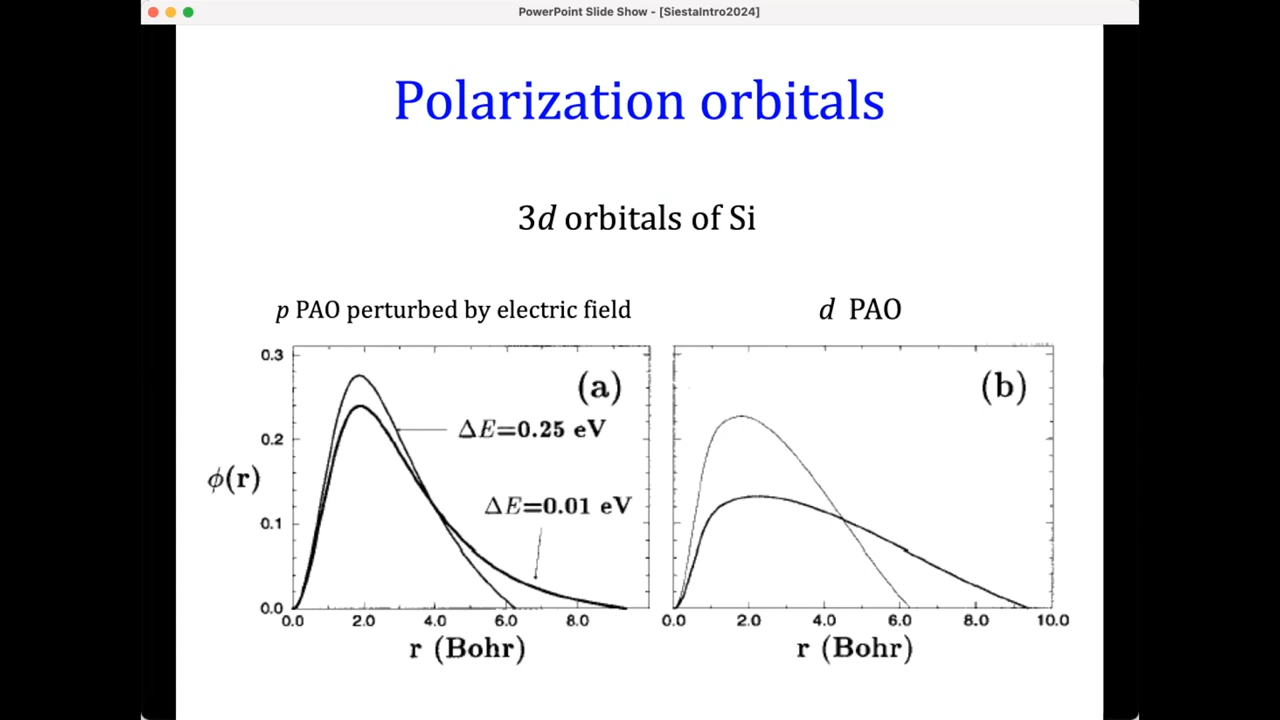 PowerPoint Slide Show - [SiestaIntro2024]
Polarization orbitals
3d orbitals of Si
p PAO perturbed by electric field
d PAO
0.3
0.2
0.1
0.0
ϕ(r)
(a)
ΔE=0.25 eV
ΔE=0.01 eV
0.0 2.0 4.0 6.0 8.0
r (Bohr)
(b)
0.0 2.0 4.0 6.0 8.0 10.0
r (Bohr)